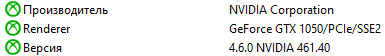 Производитель NVIDIA Corporation
Renderer GeForce GTX 1050/PCIe/SSE2
Версия 4.6.0 NVIDIA 461.40